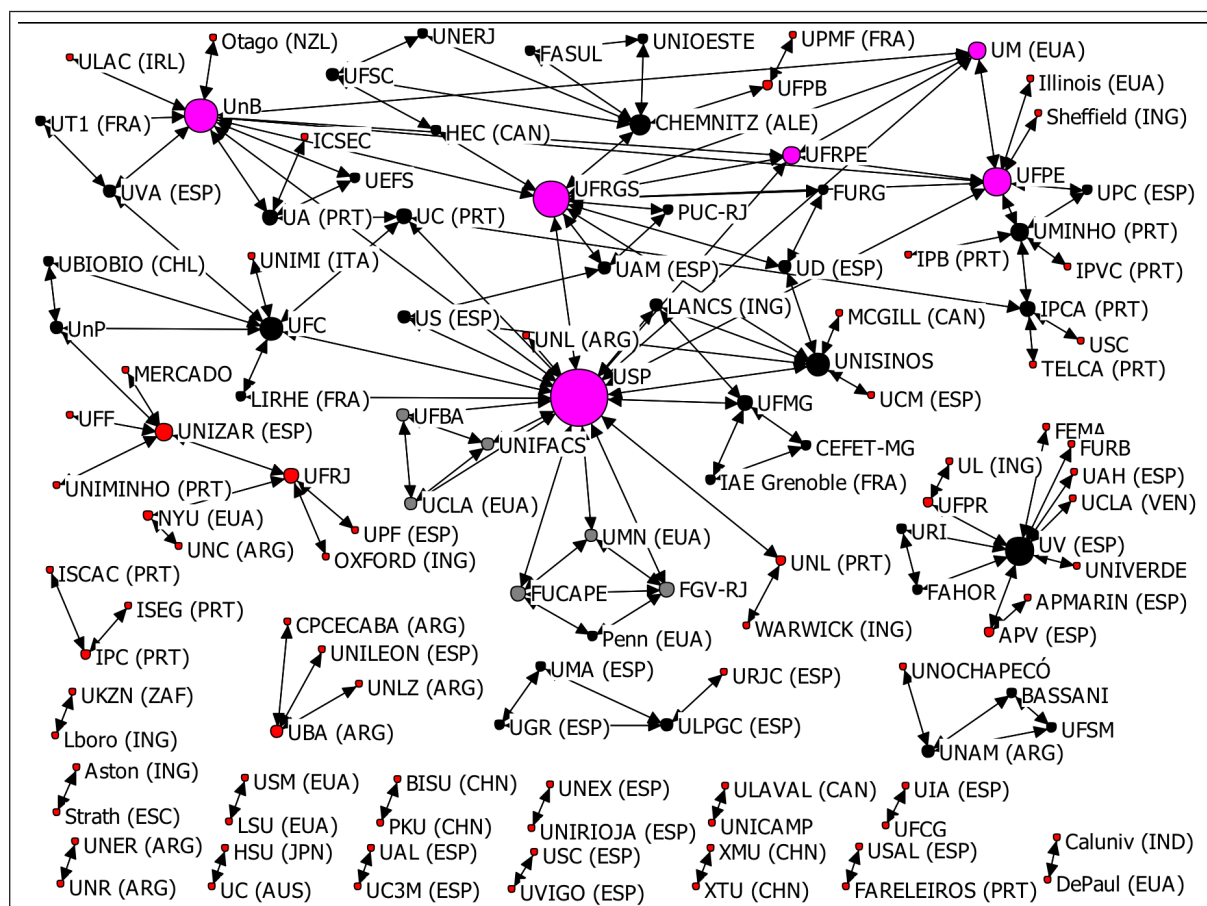 Otago (NZL)
UNERJ
UNIOESTE
UPMF (FRA)
ULAC (IRL)
FASUL
UM (EUA)
UFSC
UFPB
Illinois (EUA)
UnB
UT1 (FRA)
ICSEC
HEC (CAN)
CHEMNITZ (ALE)
Sheffield (ING)
UFRPE
UVA (ESP)
UEFS
UFRGS
FURG
UFPE
UPC (ESP)
UA (PRT)
UC (PRT)
PUC-RJ
UMINHO (PRT)
UBIOBIO (CHL)
UNIMI (ITA)
UAM (ESP)
UD (ESP)
IPB (PRT)
IPVC (PRT)
UnP
UFC
US (ESP)
LANCS (ING)
MCGILL (CAN)
IPCA (PRT)
UNL (ARG)
USC
MERCADO
USP
UNISINOS
TELCA (PRT)
LIRHE (FRA)
UFMG
UCM (ESP)
UFF
UNIZAR (ESP)
UFBA
UNIFACS
CEFET-MG
FEMA
FURB
UNIMINHO (PRT)
UFRJ
IAE Grenoble (FRA)
UL (ING)
UAH (ESP)
UCLA (EUA)
UFPR
UCLA (VEN)
NYU (EUA)
UPF (ESP)
UMN (EUA)
URI
UV (ESP)
UNC (ARG)
OXFORD (ING)
UNL (PRT)
UNIVERDE
ISCAC (PRT)
FUCAPE
FGV-RJ
FAHOR
ISEG (PRT)
APMARIN (ESP)
CPCECABA (ARG)
Penn (EUA)
WARWICK (ING)
APV (ESP)
IPC (PRT)
UNILEON (ESP)
UMA (ESP)
URJC (ESP)
UNOCHAPECÓ
UKZN (ZAF)
UNLZ (ARG)
BASSANI
UBA (ARG)
UGR (ESP)
ULPGC (ESP)
UFSM
Lboro (ING)
UNAM (ARG)
Aston (ING)
USM (EUA)
BISU (CHN)
UNEX (ESP)
ULAVAL (CAN)
UIA (ESP)
Strath (ESC)
LSU (EUA)
PKU (CHN)
UNIRIOJA (ESP)
UNICAMP
UFCG
UNER (ARG)
HSU (JPN)
UAL (ESP)
USC (ESP)
XMU (CHN)
USAL (ESP)
Caluniv (IND)
UNR (ARG)
UC (AUS)
UC3M (ESP)
UVIGO (ESP)
XTU (CHN)
FARELEIROS (PRT)
DePaul (EUA)